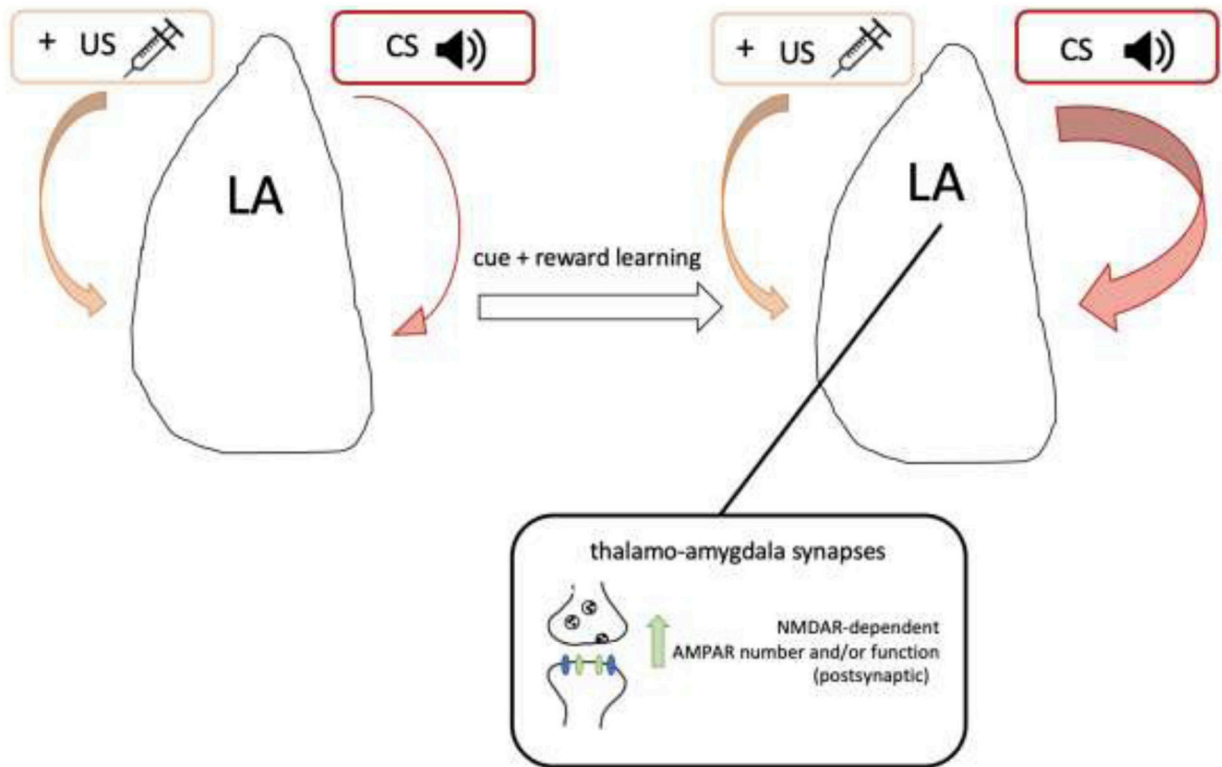 + US
CS
+ US
CS
LA
LA
cue + reward learning
thalamo-amygdala synapses
NMDAR-dependent
AMPAR number and/or function
(postsynaptic)